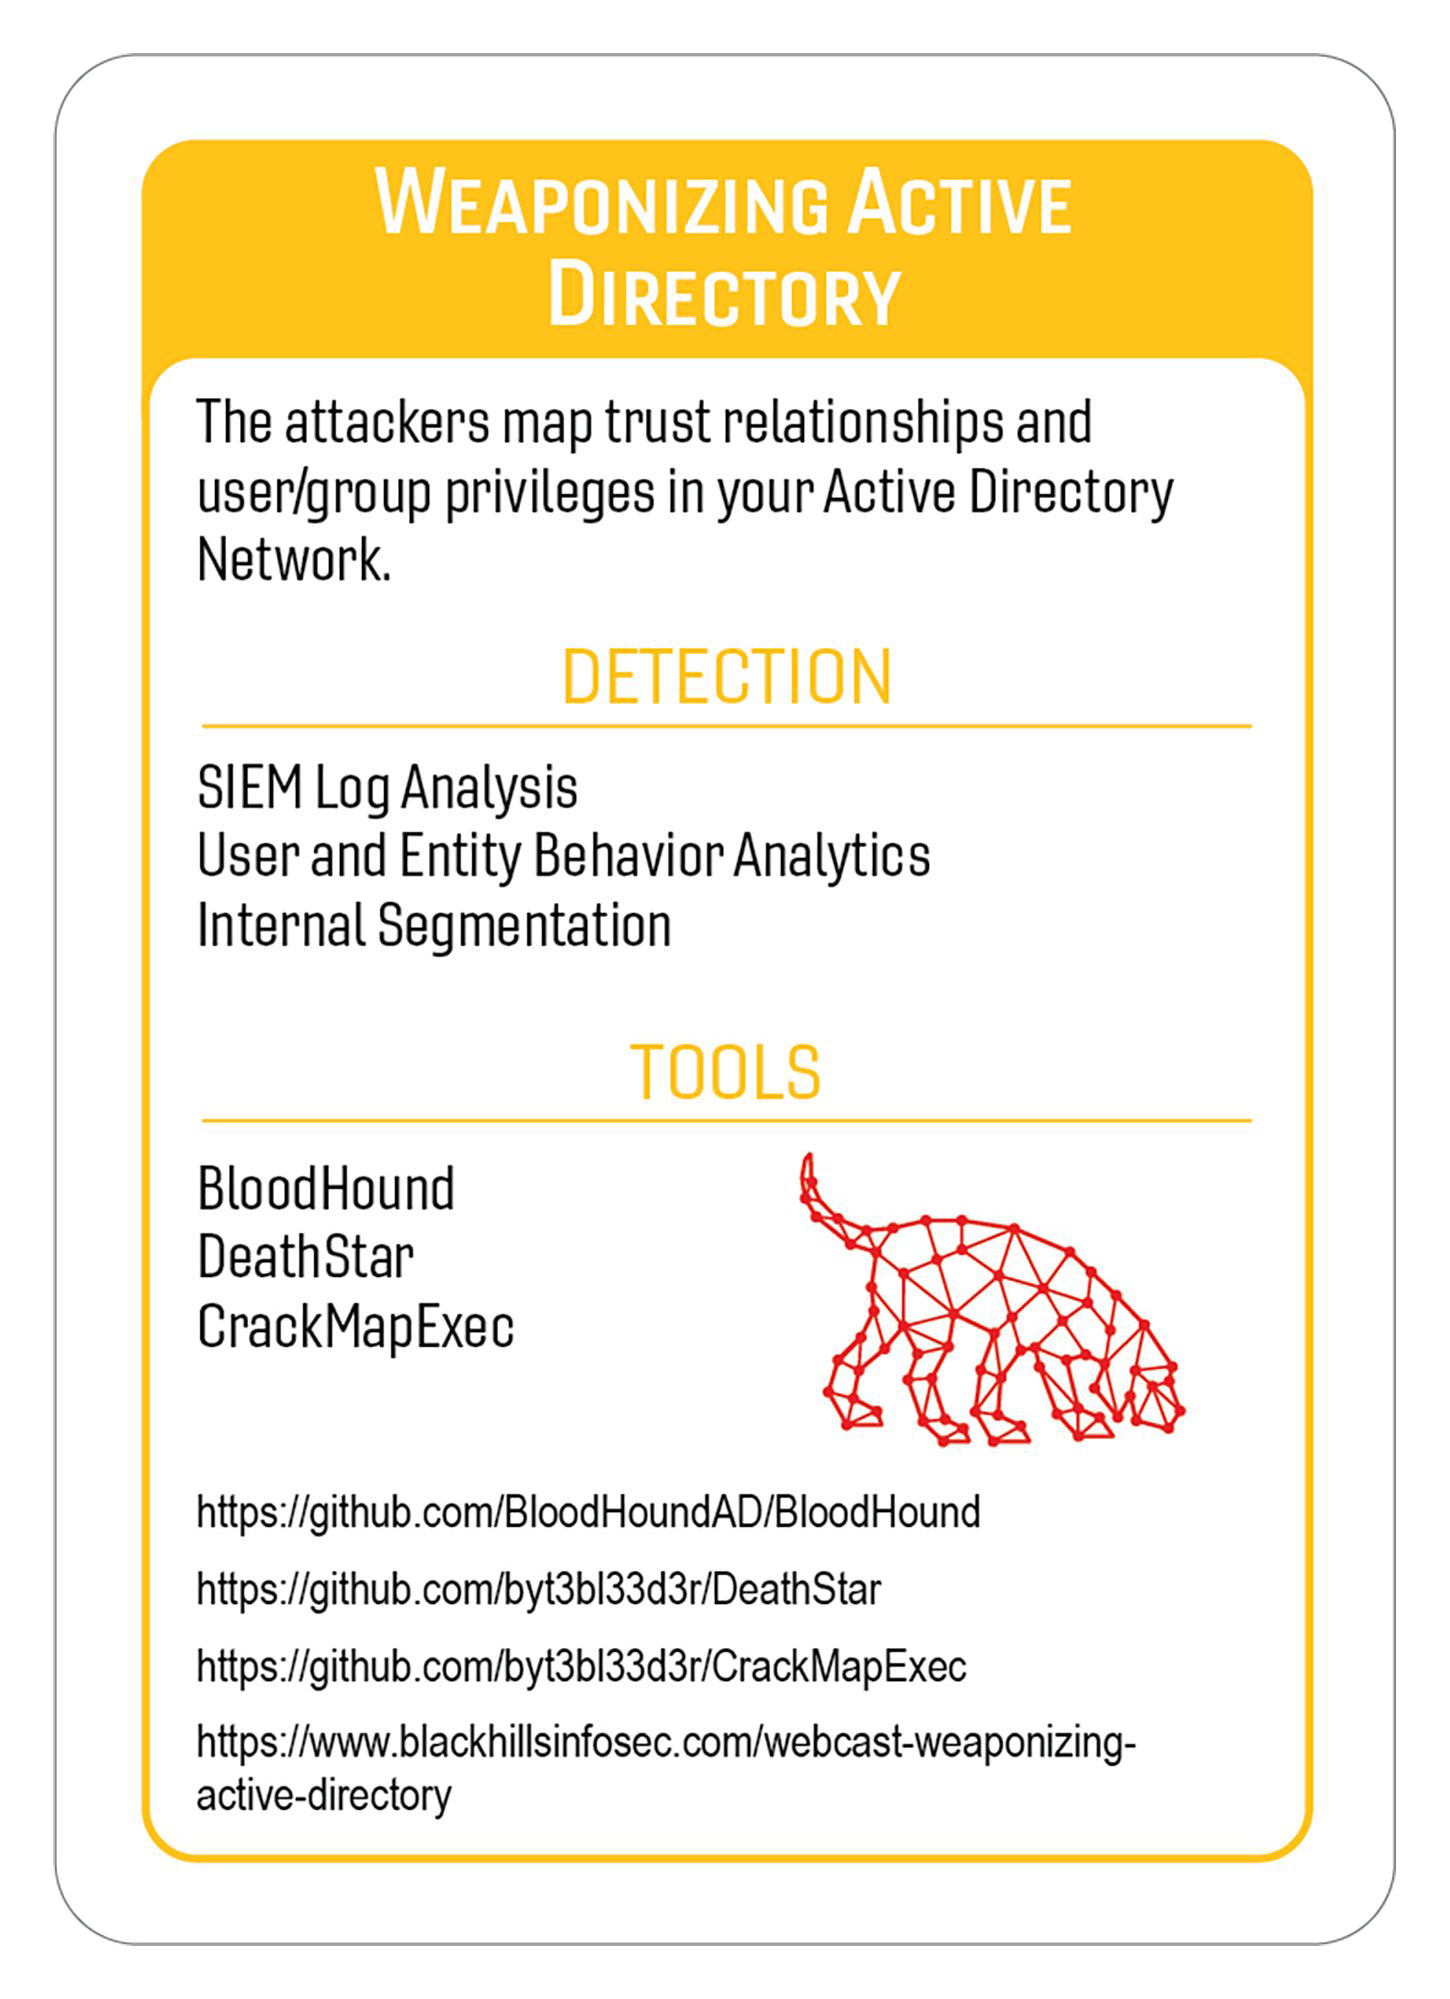 WEAPONIZING ACTIVE
DIRECTORY
The attackers map trust relationships and
user/group privileges in your Active Directory
Network.
DETECTION
SIEM Log Analysis
User and Entity Behavior Analytics
Internal Segmentation
TOOLS
BloodHound
DeathStar
CrackMapExec
https://github.com/BloodHoundAD/BloodHound
https://github.com/byt3bl33d3r/DeathStar
https://github.com/byt3bl33d3r/CrackMapExec
https://www.blackhillsinfosec.com/webcast-weaponizing-
active-directory